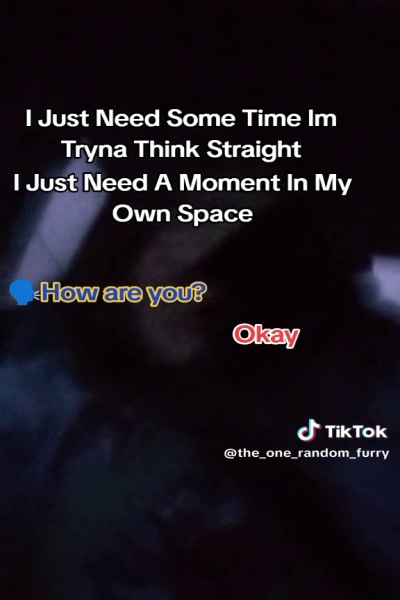 I Just Need Some Time Im
Tryna Think Straight
I Just Need A Moment In My
Own Space
🗣️How are you?
Okay
TikTok
@the_one_random_furry